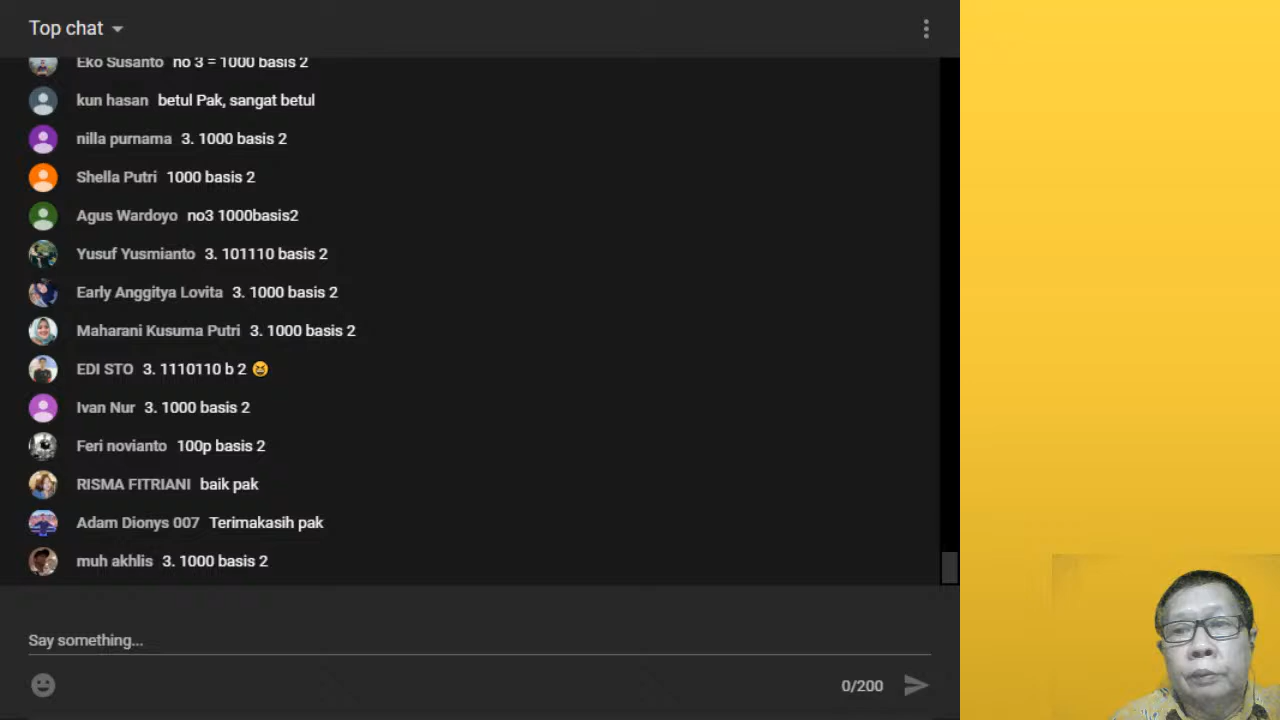 Top chat
Eko Susanto no 3 = 1000 basis 2
kun hasan betul Pak, sangat betul
nilla purnama 3. 1000 basis 2
Shella Putri 1000 basis 2
Agus Wardoyo no3 1000basis2
Yusuf Yusmianto 3. 101110 basis 2
Early Anggitya Lovita 3. 1000 basis 2
Maharani Kusuma Putri 3. 1000 basis 2
EDI STO 3. 1110110 b 2 😆
Ivan Nur 3. 1000 basis 2
Feri novianto 100p basis 2
RISMA FITRIANI baik pak
Adam Dionys 007 Terimakasih pak
muh akhlis 3. 1000 basis 2
Say something...
0/200